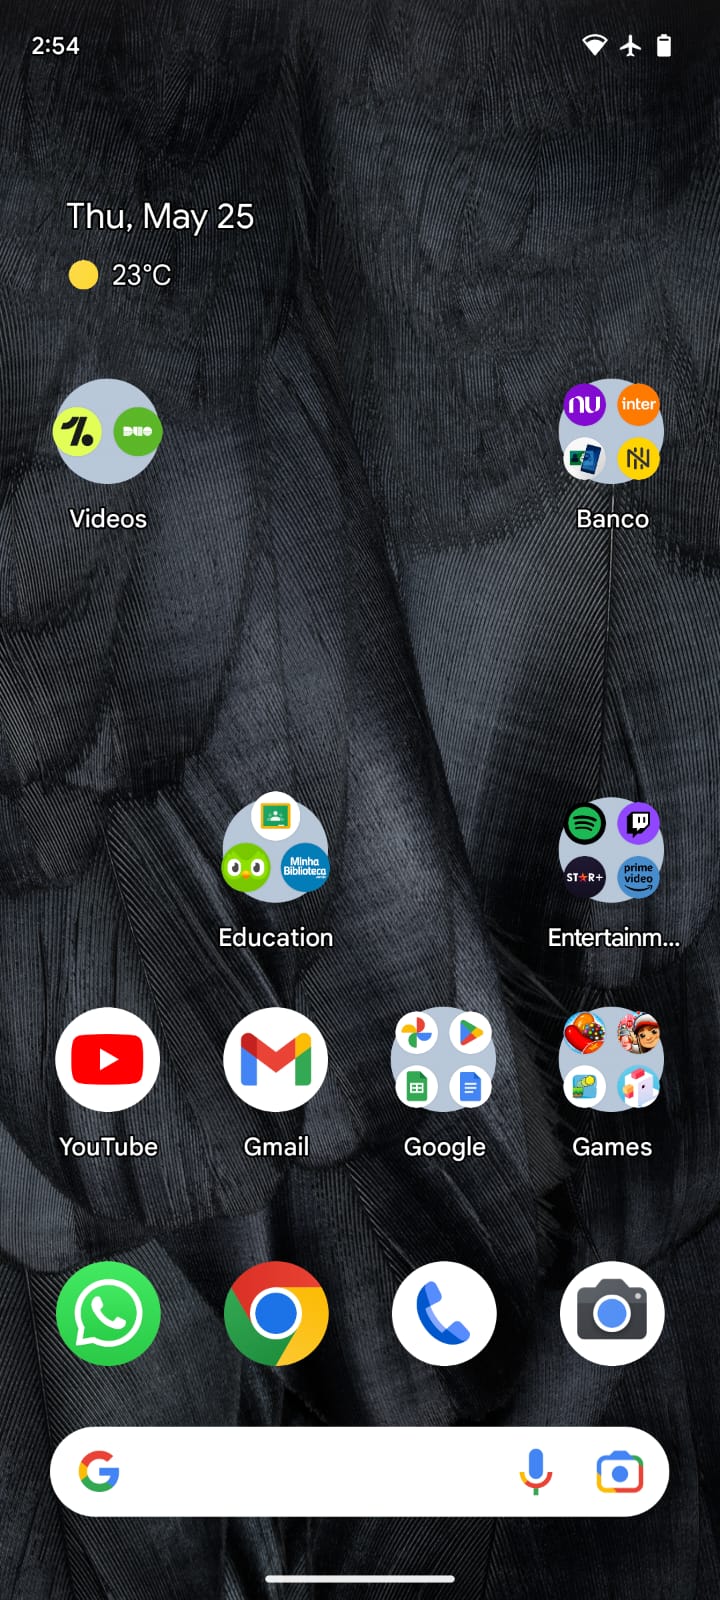 2:54
Thu, May 25
23°C
DUO
nu
inter
Videos
Banco
Minha
Biblioteca
ST★R+
prime
video
Education
Entertainm...
YouTube
Gmail
Google
Games